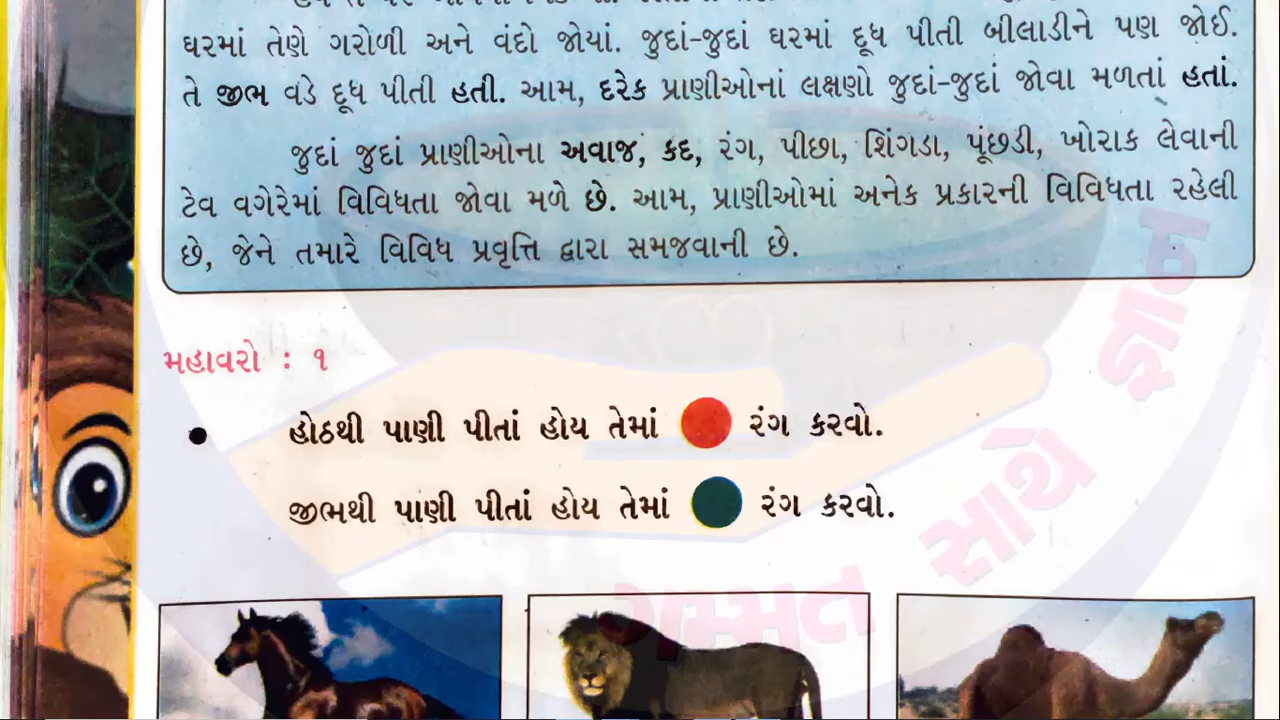 ઘરમાં તેણે ગરોળી અને વંદો જોયાં. જુદાં-જુદાં ઘરમાં દૂધ પીતી બીલાડીને પણ જોઈ.
તે જીભ વડે દૂધ પીતી હતી. આમ, દરેક પ્રાણીઓનાં લક્ષણો જુદાં-જુદાં જોવા મળતાં હતાં.
જુદાં જુદાં પ્રાણીઓના અવાજ, કદ, રંગ, પીછા, શિંગડા, પૂંછડી, ખોરાક લેવાની
ટેવ વગેરેમાં વિવિધતા જોવા મળે છે. આમ, પ્રાણીઓમાં અનેક પ્રકારની વિવિધતા રહેલી
છે, જેને તમારે વિવિધ પ્રવૃત્તિ દ્વારા સમજવાની છે.
મહાવરો : ૧
હોઠથી પાણી પીતાં હોય તેમાં રંગ કરવો.
જીભથી પાણી પીતાં હોય તેમાં રંગ કરવો.
ગમ્મત સાથે જ્ઞાન